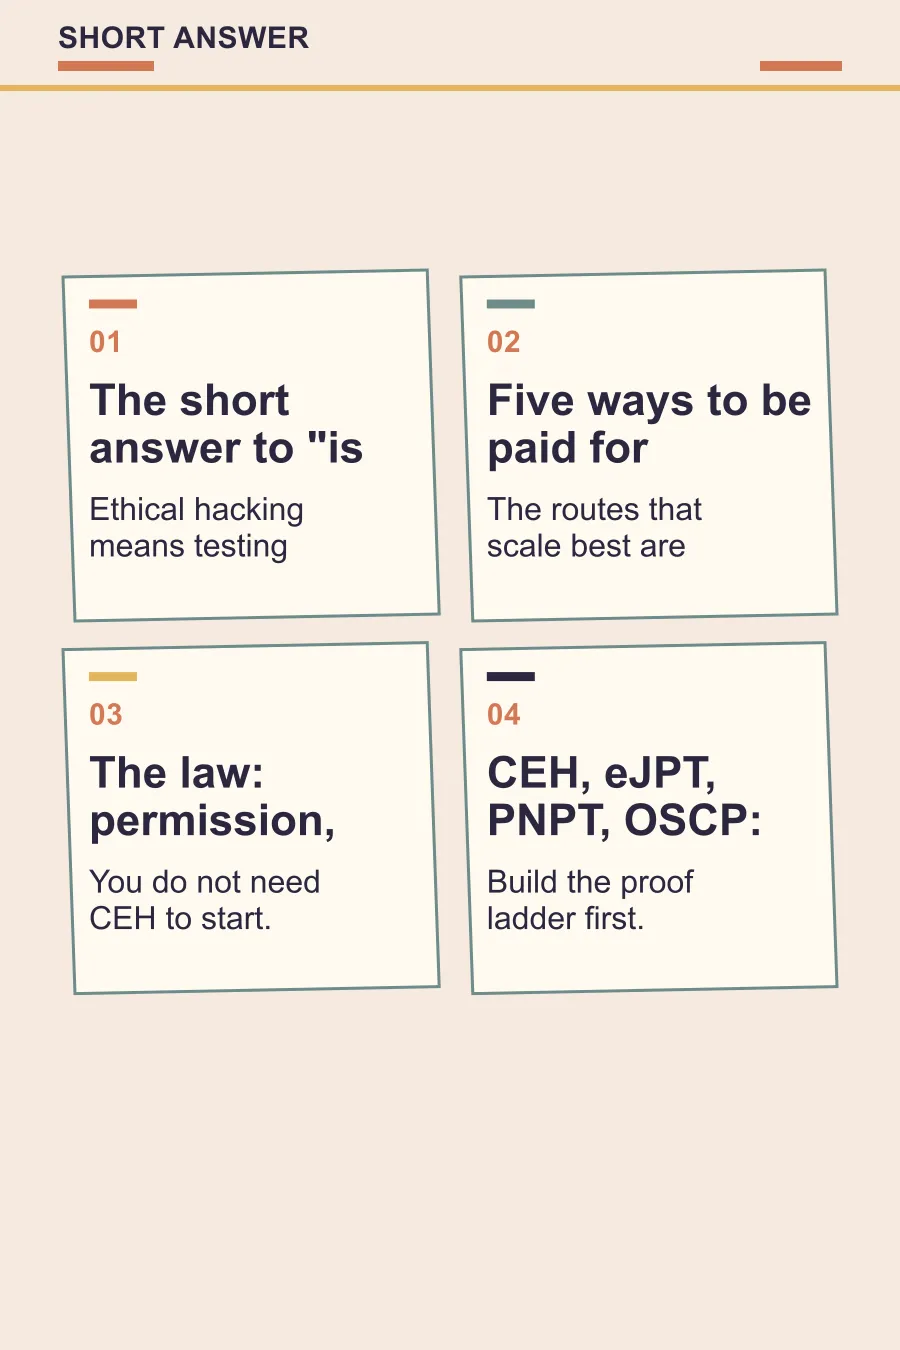 SHORT ANSWER
01
The short
answer to "is
Ethical hacking
means testing
02
Five ways to be
paid for
The routes that
scale best are
03
The law:
permission,
You do not need
CEH to start.
04
CEH, eJPT,
PNPT, OSCP:
Build the proof
ladder first.